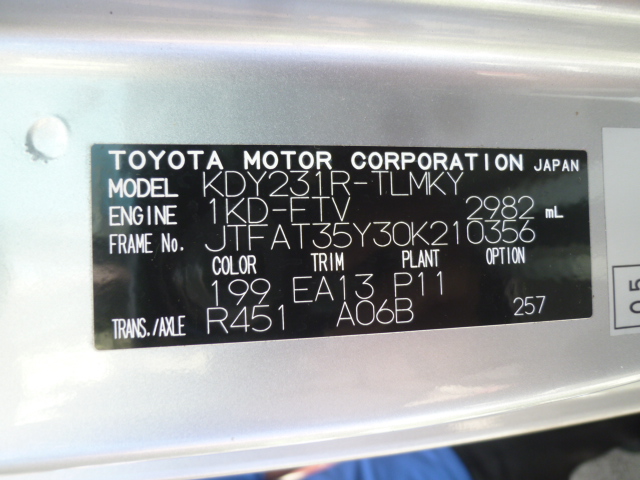 TOYOTA MOTOR CORPORATION JAPAN
MODEL KDY231R-TLMKY
ENGINE 1KD-FTV 2982 mL
FRAME No. JTFAT35Y30K210356
COLOR TRIM PLANT OPTION
199 EA13 P11
TRANS./AXLE R451 A06B 257
05